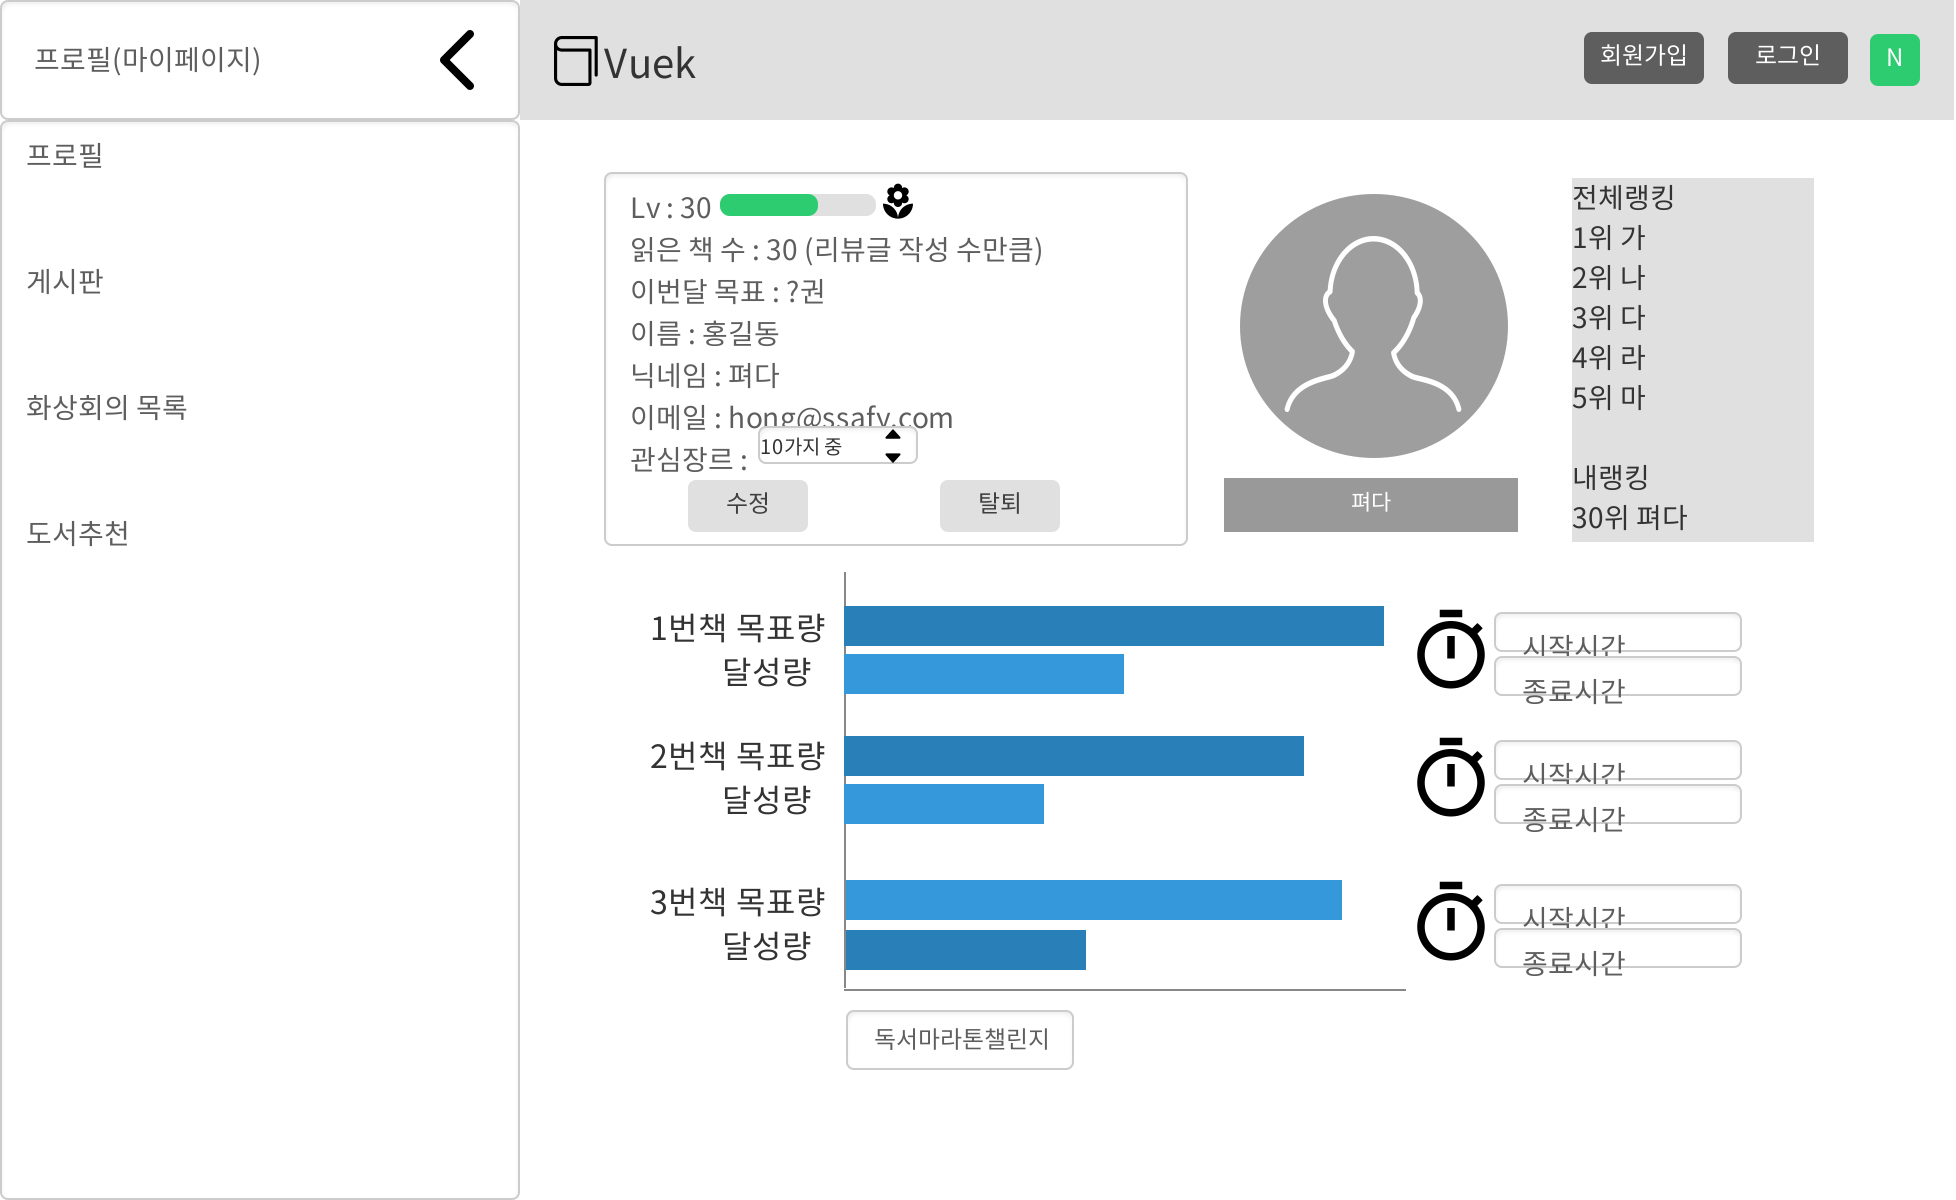 프로필(마이페이지)
Vuek
회원가입
로그인
N
프로필
게시판
화상회의 목록
도서추천
Lv : 30
읽은 책 수 : 30 (리뷰글 작성 수만큼)
이번달 목표 : ?권
이름 : 홍길동
닉네임 : 펴다
이메일 : hong@ssafy.com
관심장르 :
10가지 중
수정
탈퇴
펴다
전체랭킹
1위 가
2위 나
3위 다
4위 라
5위 마
내랭킹
30위 펴다
1번책 목표량
달성량
시작시간
종료시간
2번책 목표량
달성량
시작시간
종료시간
3번책 목표량
달성량
시작시간
종료시간
독서마라톤챌린지